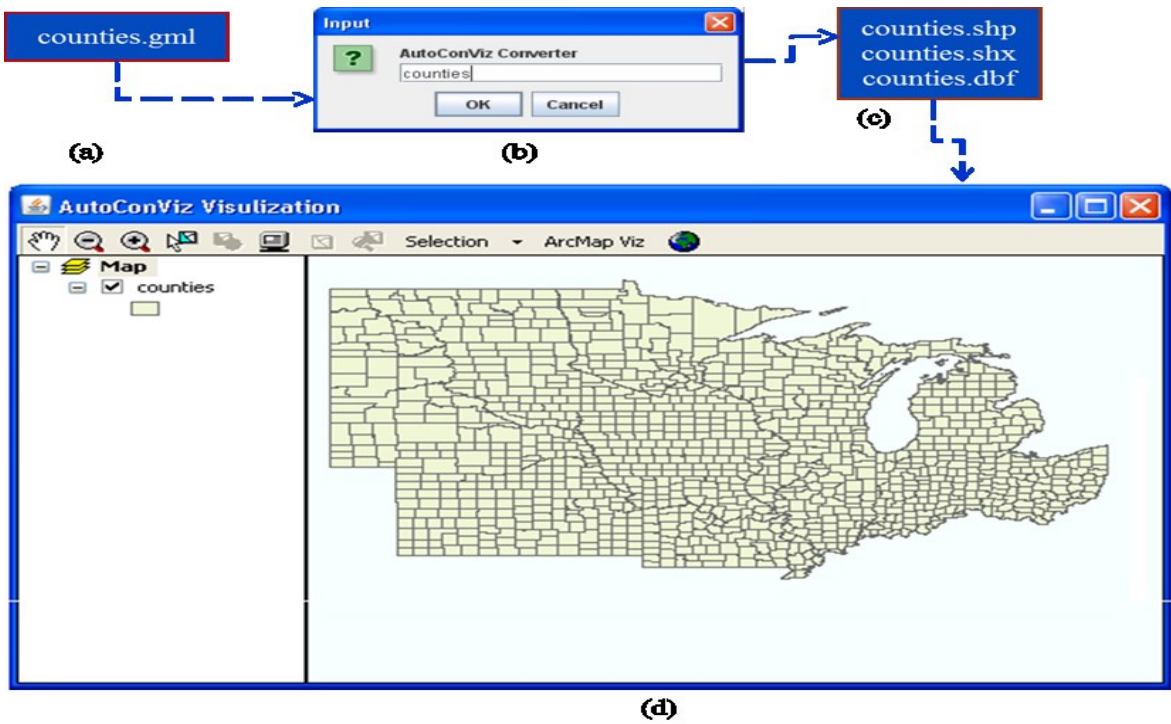 counties.gml
(a)
Input
AutoConViz Converter
counties
OK Cancel
(b)
counties.shp
counties.shx
counties.dbf
(c)
AutoConViz Visulization
Selection ArcMap Viz
Map
counties
(d)